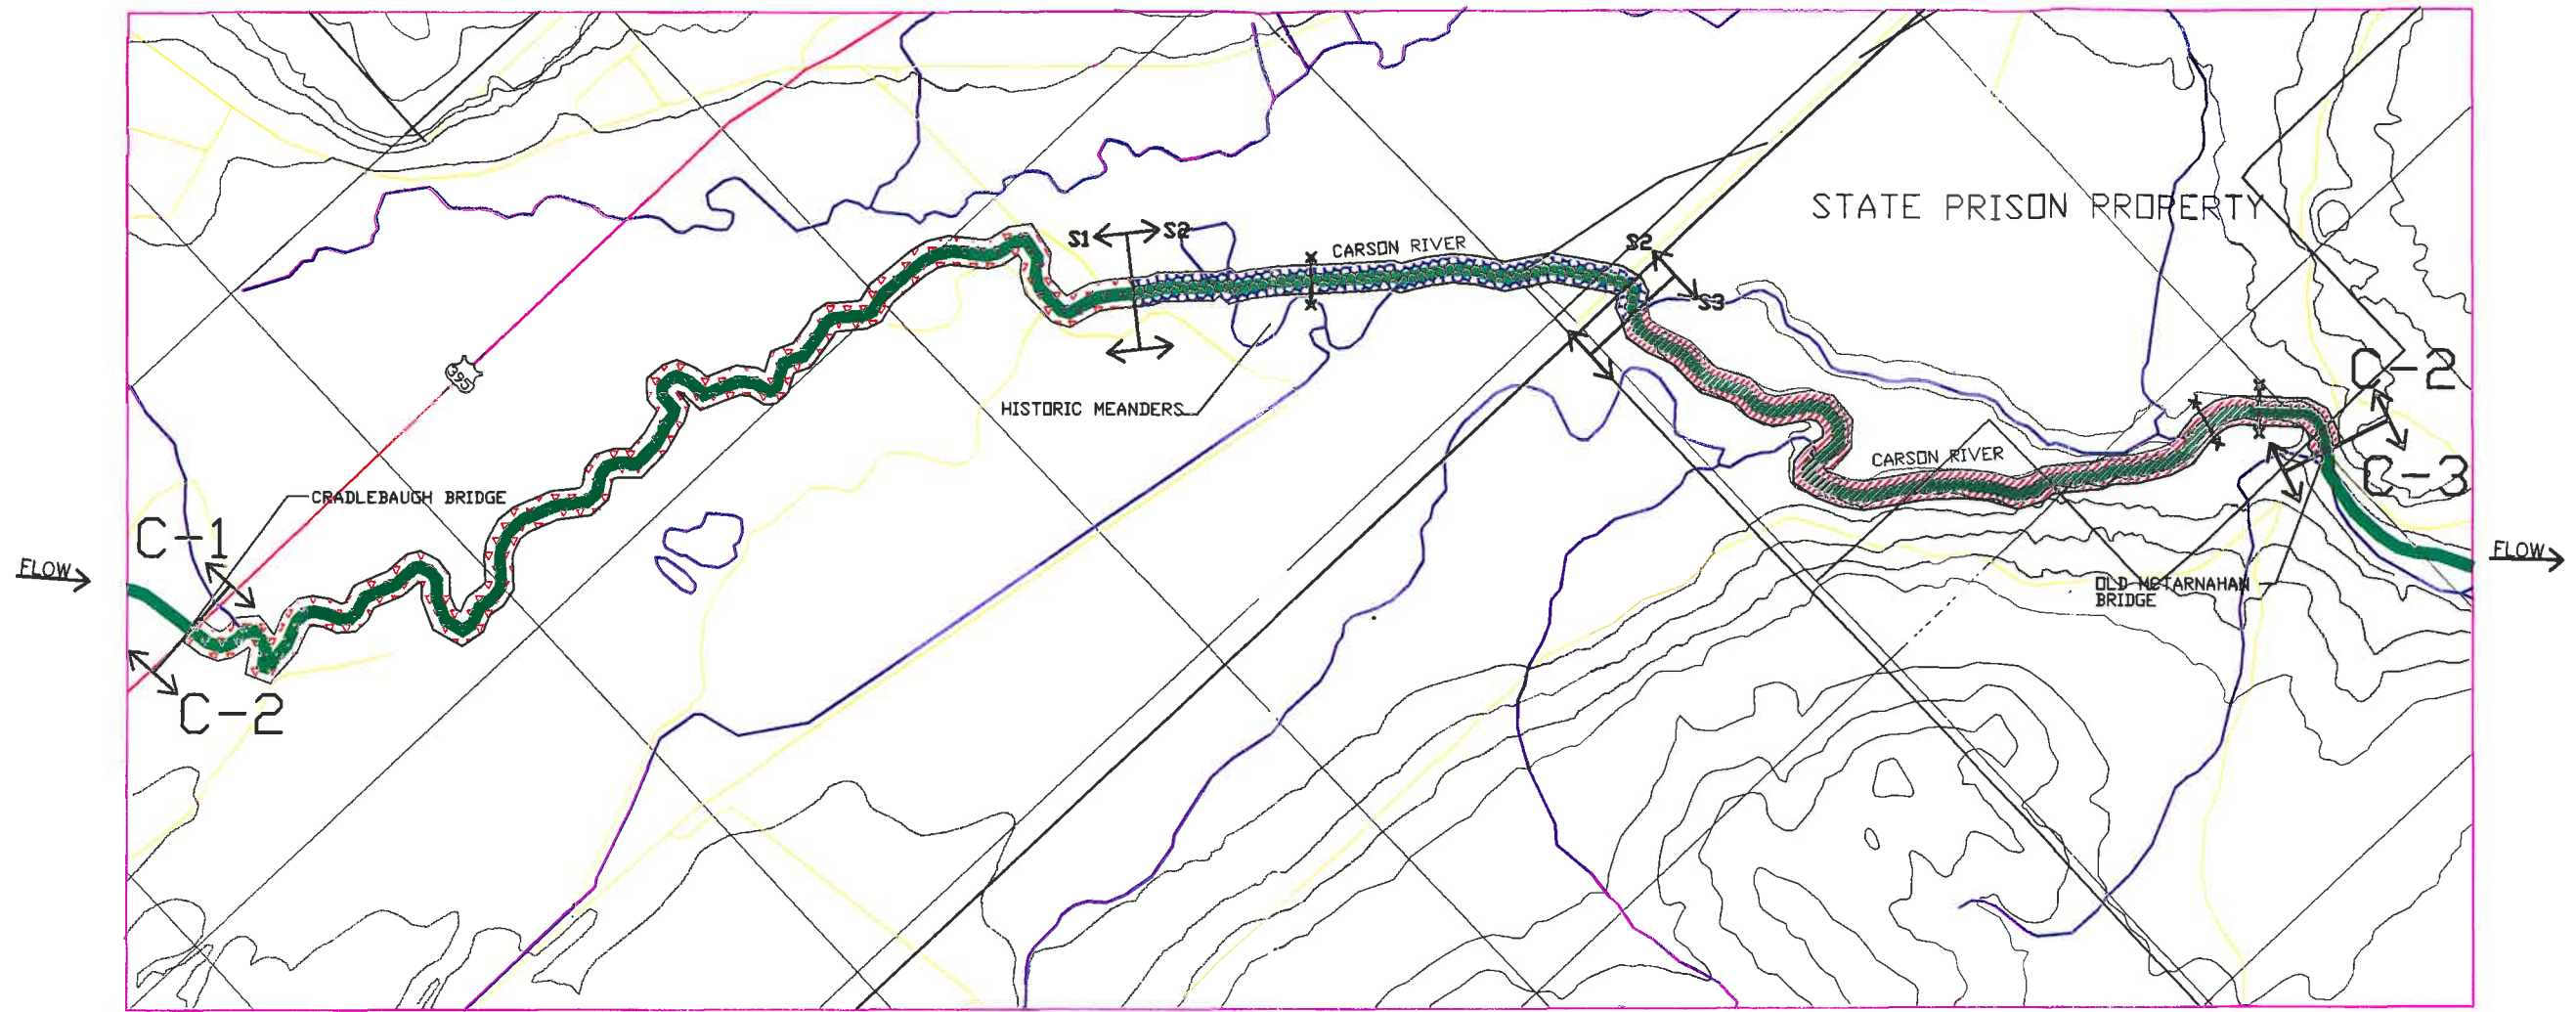 STATE PRISON PROPERTY
S1
S2
CARSON RIVER
S2
S3
C-2
395
HISTORIC MEANDERS
CARSON RIVER
C-3
CRADLEBAUGH BRIDGE
C-1
FLOW
FLOW
OLD MCTARNAHAN
BRIDGE
C-2